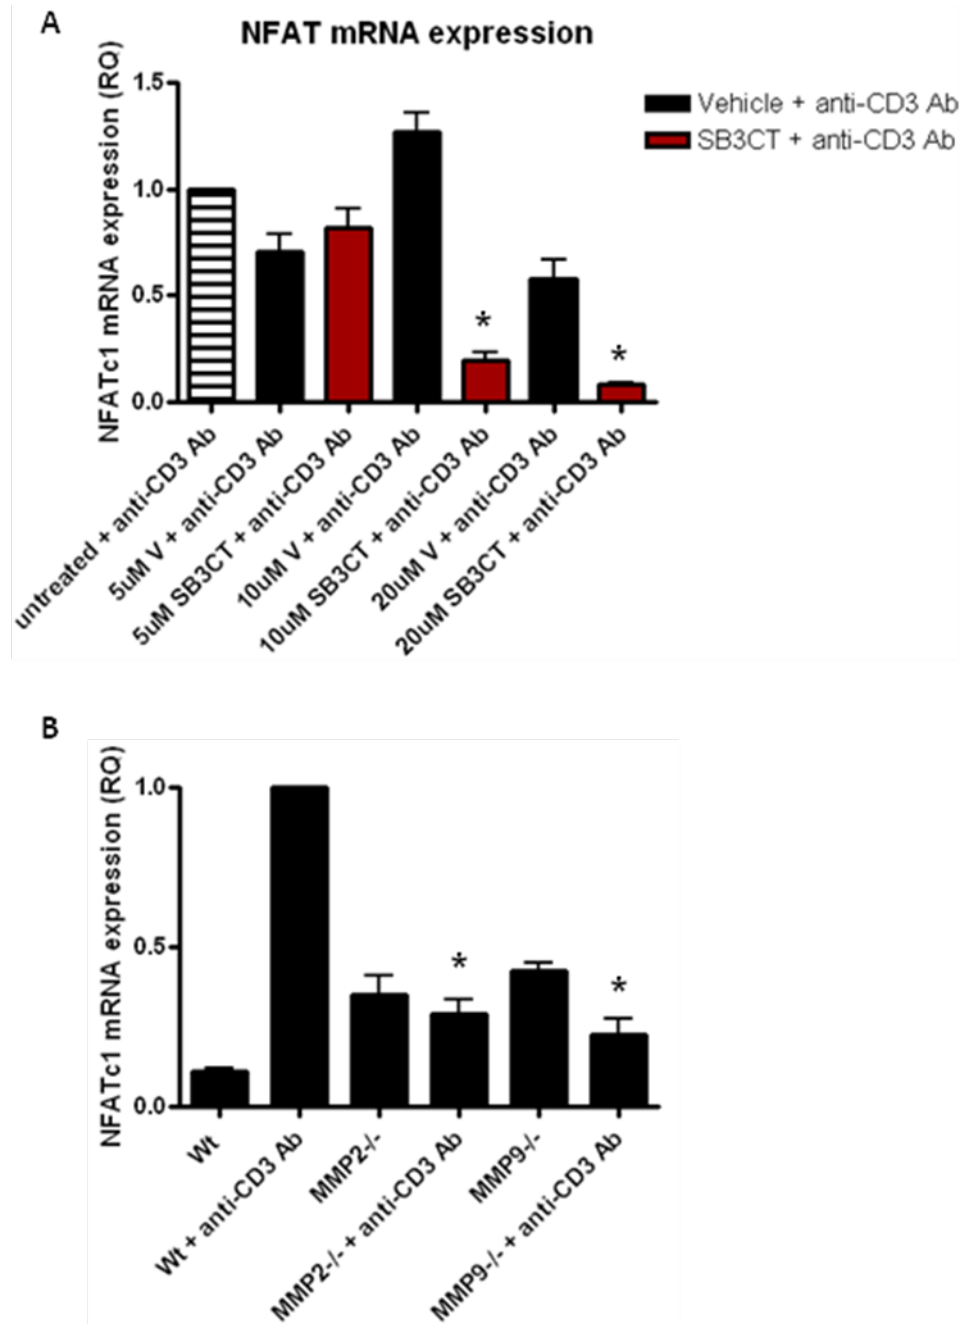 A
NFAT mRNA expression
NFATc1 mRNA expression (RQ)
1.5
1.0
0.5
0.0
Vehicle + anti-CD3 Ab
SB3CT + anti-CD3 Ab
*
*
untreated + anti-CD3 Ab
5uM V + anti-CD3 Ab
5uM SB3CT + anti-CD3 Ab
10uM V + anti-CD3 Ab
10uM SB3CT + anti-CD3 Ab
20uM V + anti-CD3 Ab
20uM SB3CT + anti-CD3 Ab
B
NFATc1 mRNA expression (RQ)
1.0
0.5
0.0
*
*
Wt
Wt + anti-CD3 Ab
MMP2-/-
MMP2-/- + anti-CD3 Ab
MMP9-/-
MMP9-/- + anti-CD3 Ab